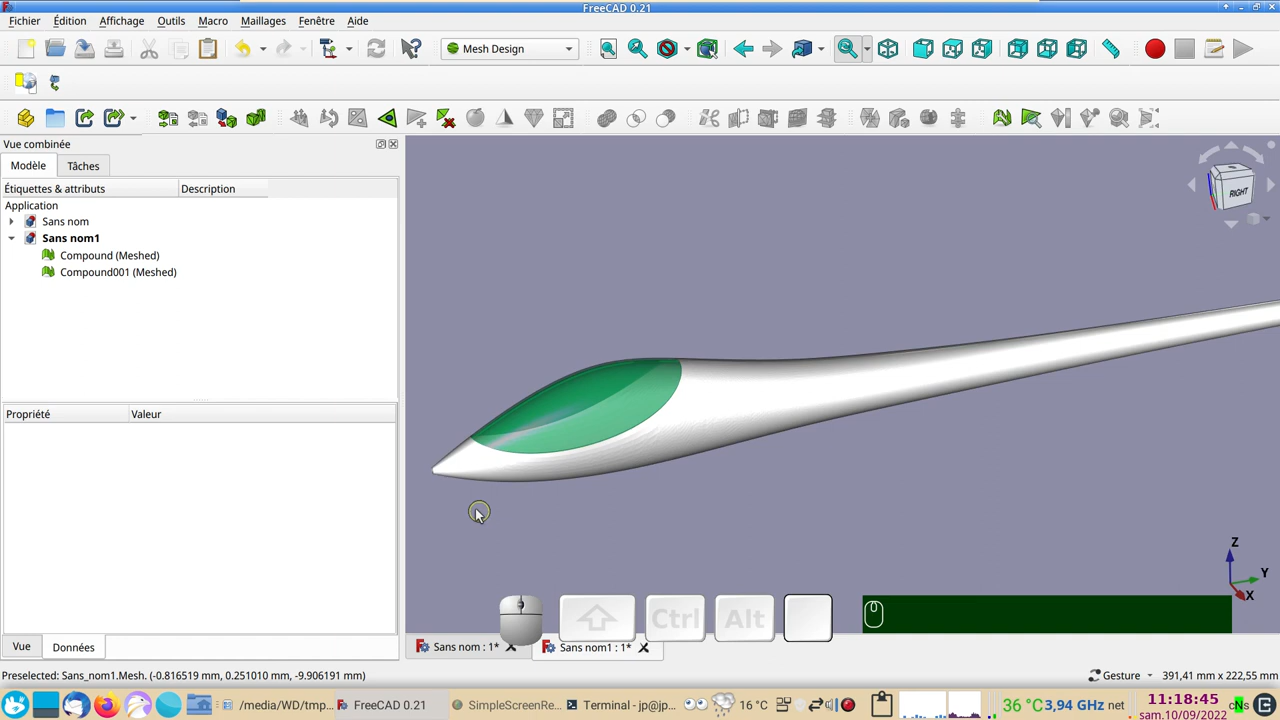 FreeCAD 0.21
Fichier Édition Affichage Outils Macro Maillages Fenêtre Aide
Mesh Design
Vue combinée
Modèle Tâches
Étiquettes & attributs Description
Application
Sans nom
Sans nom1
Compound (Meshed)
Compound001 (Meshed)
RIGHT
Propriété Valeur
Z
Y
X
Ctrl Alt
Vue Données
Sans nom : 1* Sans nom1 : 1*
Preselected: Sans_nom1.Mesh. (-0.816519 mm, 0.251010 mm, -9.906191 mm) Gesture 391,41 mm x 222,55 mm
/media/WD/tmp... FreeCAD 0.21 SimpleScreenRe... Terminal - jp@jp... 16 °C 36 °C 3,94 GHz net 11:18:45 cNs
sam.10/09/2022